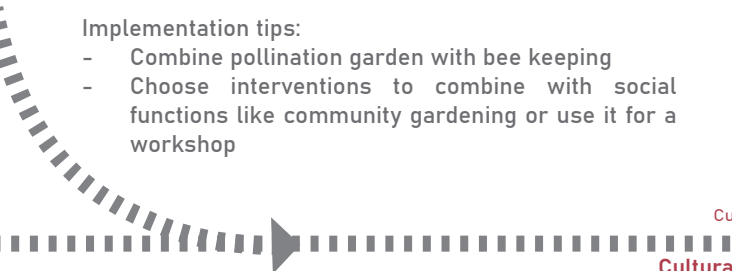 Implementation tips:
- Combine pollination garden with bee keeping
- Choose interventions to combine with social
functions like community gardening or use it for a
workshop